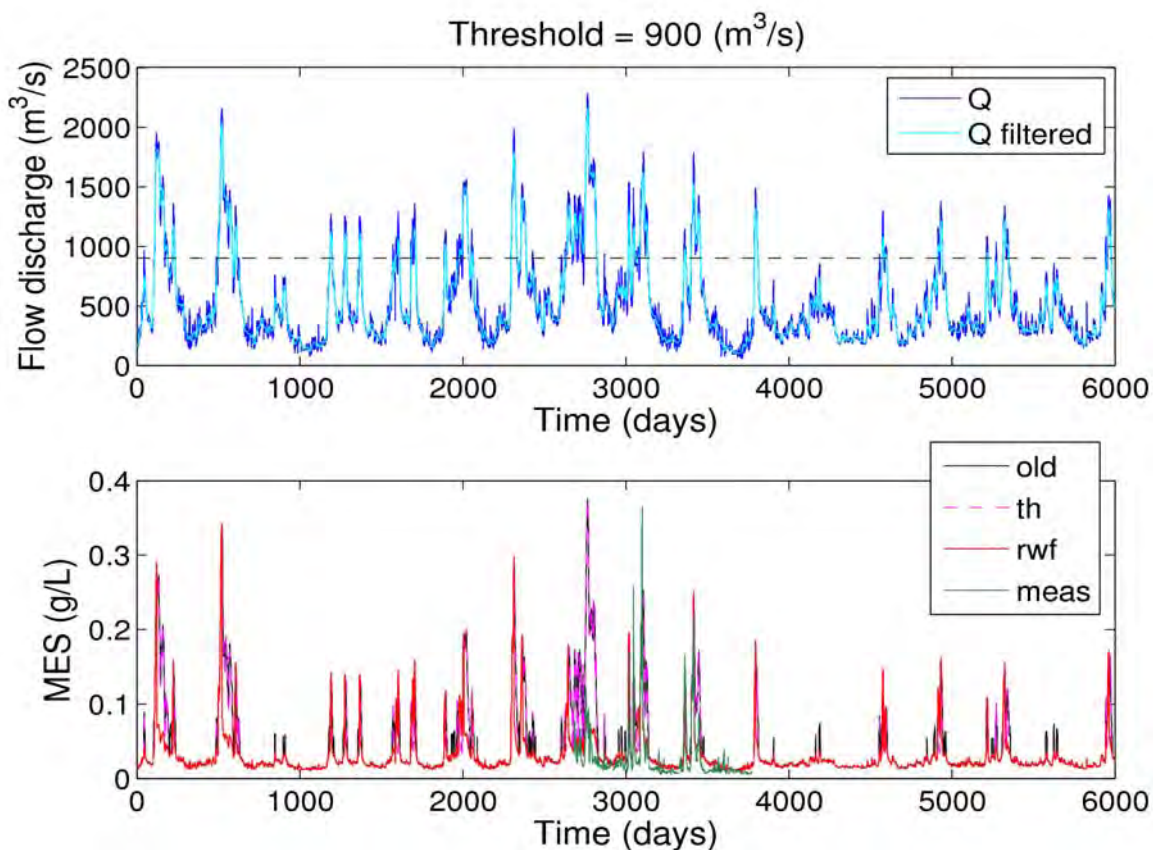 Threshold = 900 (m³/s)
Flow discharge (m³/s)
2500
2000
1500
1000
500
0
Q
Q filtered
0 1000 2000 3000 4000 5000 6000
Time (days)
MES (g/L)
0.4
0.3
0.2
0.1
0
old
th
rwf
meas
0 1000 2000 3000 4000 5000 6000
Time (days)